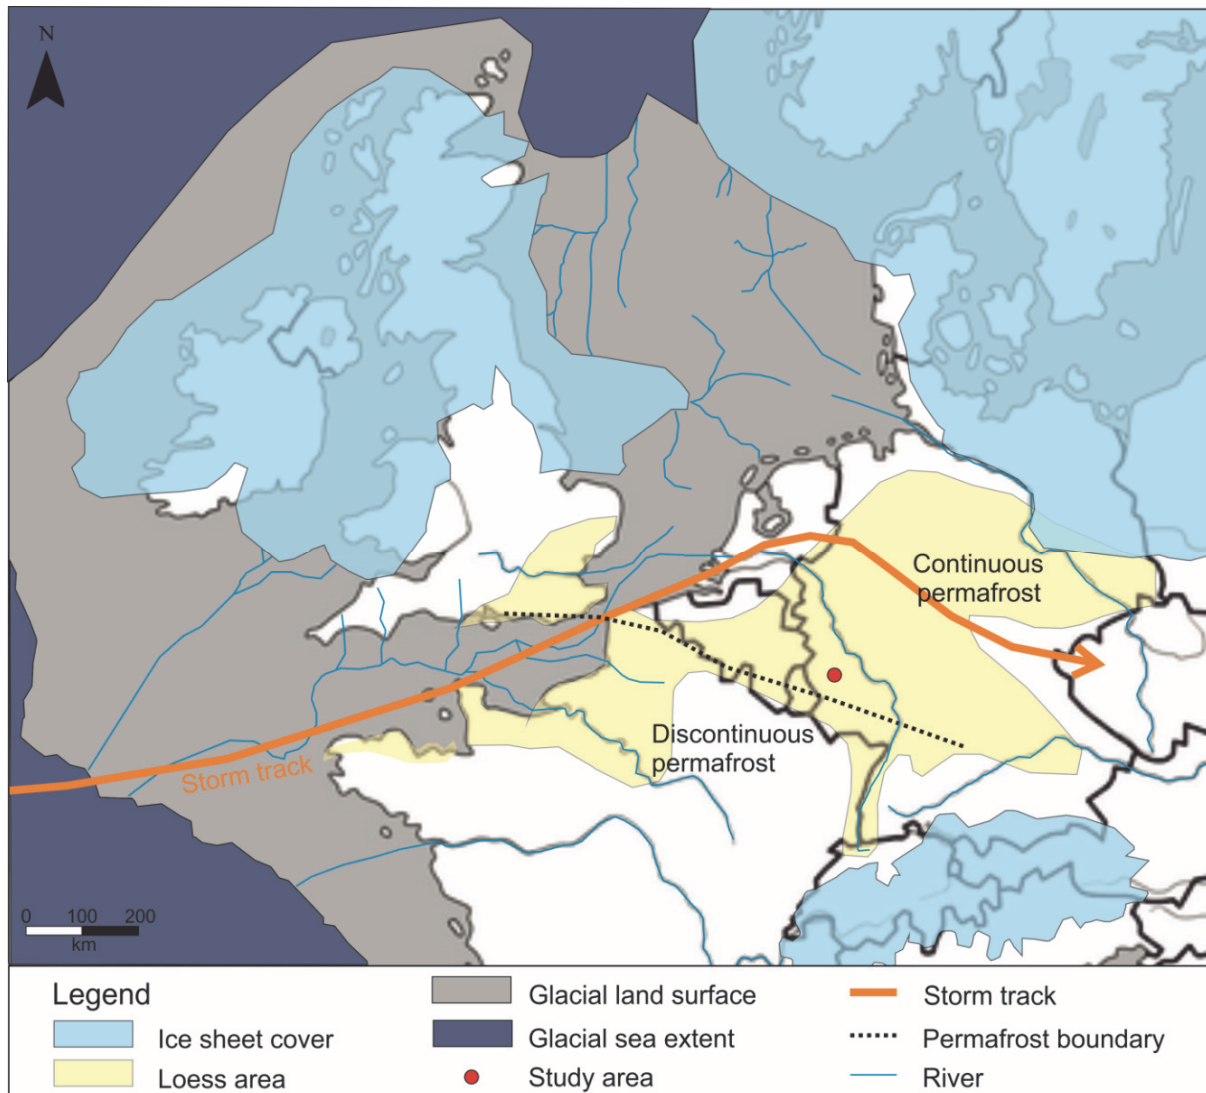 N
Continuous
permafrost
Discontinuous
permafrost
Storm track
0 100 200
km
Legend
Ice sheet cover
Loess area
Glacial land surface
Glacial sea extent
Study area
Storm track
Permafrost boundary
River